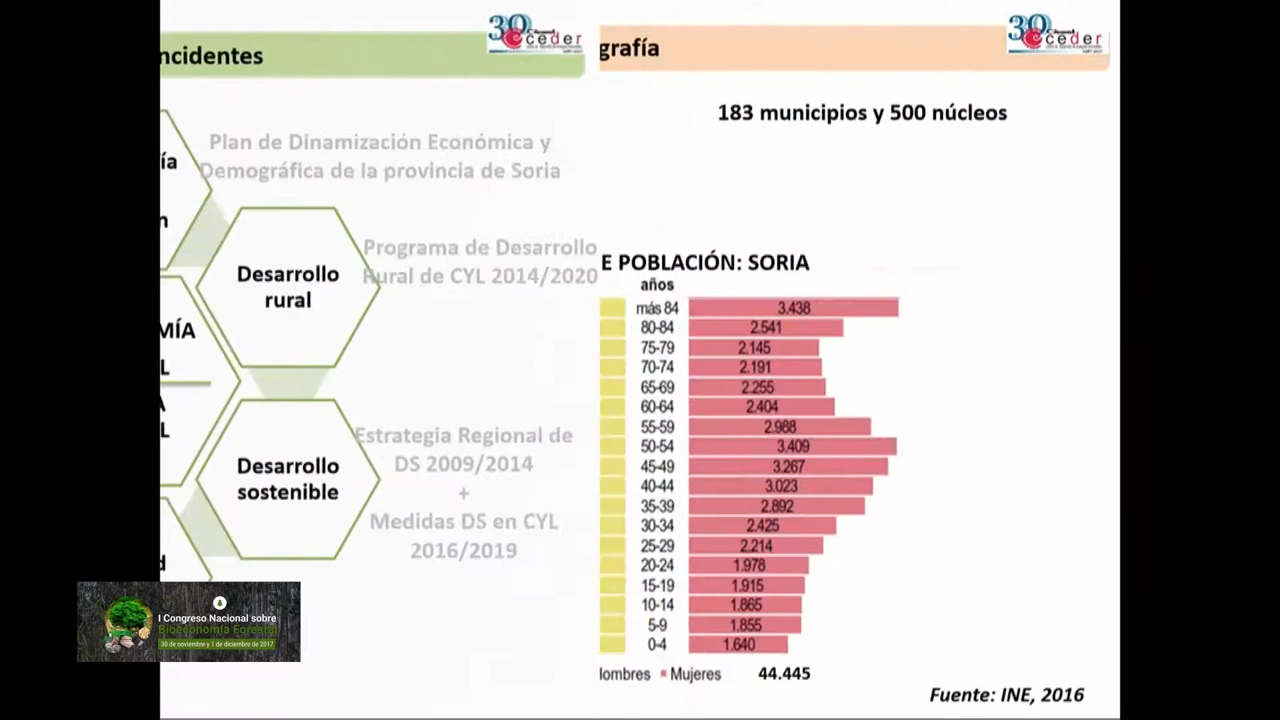 ncidentes
Plan de Dinamización Económica y
Demográfica de la provincia de Soria
ía
n
Programa de Desarrollo
Rural de CYL 2014/2020
Desarrollo
rural
MÍA
L
A
L
Estrategia Regional de
DS 2009/2014
+
Medidas DS en CYL
2016/2019
Desarrollo
sostenible
d
I Congreso Nacional sobre
Bioeconomía Forestal
30 de noviembre y 1 de diciembre de 2017
30
ceder
grafía
30
ceder
183 municipios y 500 núcleos
E POBLACIÓN: SORIA
años
más 84 3.438
80-84 2.541
75-79 2.145
70-74 2.191
65-69 2.255
60-64 2.404
55-59 2.988
50-54 3.409
45-49 3.267
40-44 3.023
35-39 2.892
30-34 2.425
25-29 2.214
20-24 1.978
15-19 1.915
10-14 1.865
5-9 1.855
0-4 1.640
lombres Mujeres 44.445
Fuente: INE, 2016